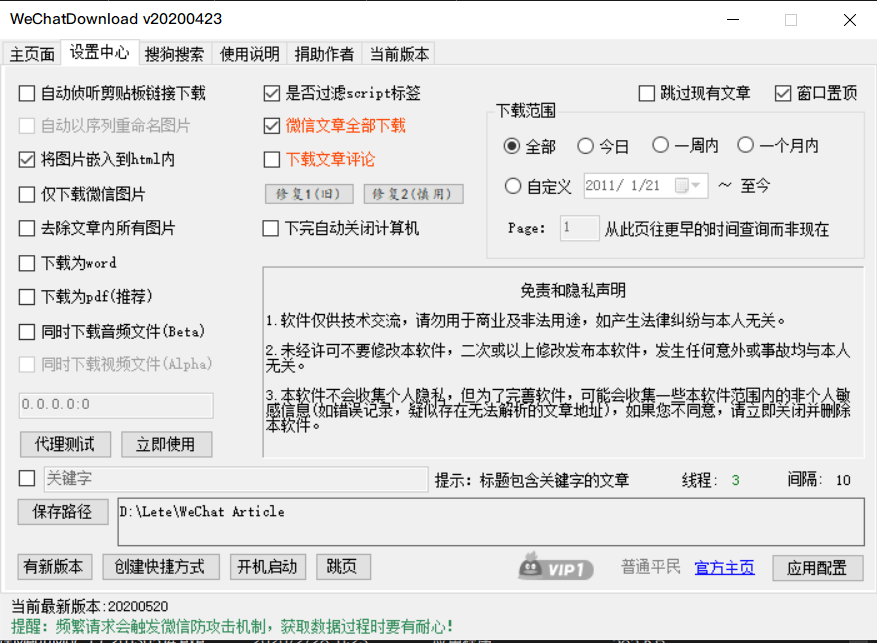 WeChatDownload v20200423
主页面 设置中心 搜狗搜索 使用说明 捐助作者 当前版本
自动侦听剪贴板链接下载 是否过滤script标签 跳过现有文章 窗口置顶
自动以序列重命名图片 微信文章全部下载 下载范围
将图片嵌入到html内 下载文章评论 全部 今日 一周内 一个月内
仅下载微信图片 修复1(旧) 修复2(慎用) 自定义 2011/ 1/21 ~ 至今
去除文章内所有图片 下完自动关闭计算机 Page: 1 从此页往更早的时间查询而非现在
下载为word
下载为pdf(推荐)
同时下载音频文件(Beta)
同时下载视频文件(Alpha)
0.0.0.0:0
代理测试 立即使用
免责和隐私声明
1.软件仅供技术交流，请勿用于商业及非法用途，如产生法律纠纷与本人无关。
2.未经许可不要修改本软件，二次或以上修改发布本软件，发生任何意外或事故均与本人
无关。
3.本软件不会收集个人隐私，但为了完善软件，可能会收集一些本软件范围内的非个人敏
感信息(如错误记录，疑似存在无法解析的文章地址)，如果您不同意，请立即关闭并删除
本软件。
关键字 提示：标题包含关键字的文章 线程： 3 间隔： 10
保存路径 D:\Lete\WeChat Article
有新版本 创建快捷方式 开机启动 跳页 VIP1 普通平民 官方主页 应用配置
当前最新版本:20200520
提醒：频繁请求会触发微信防攻击机制，获取数据过程时要有耐心！